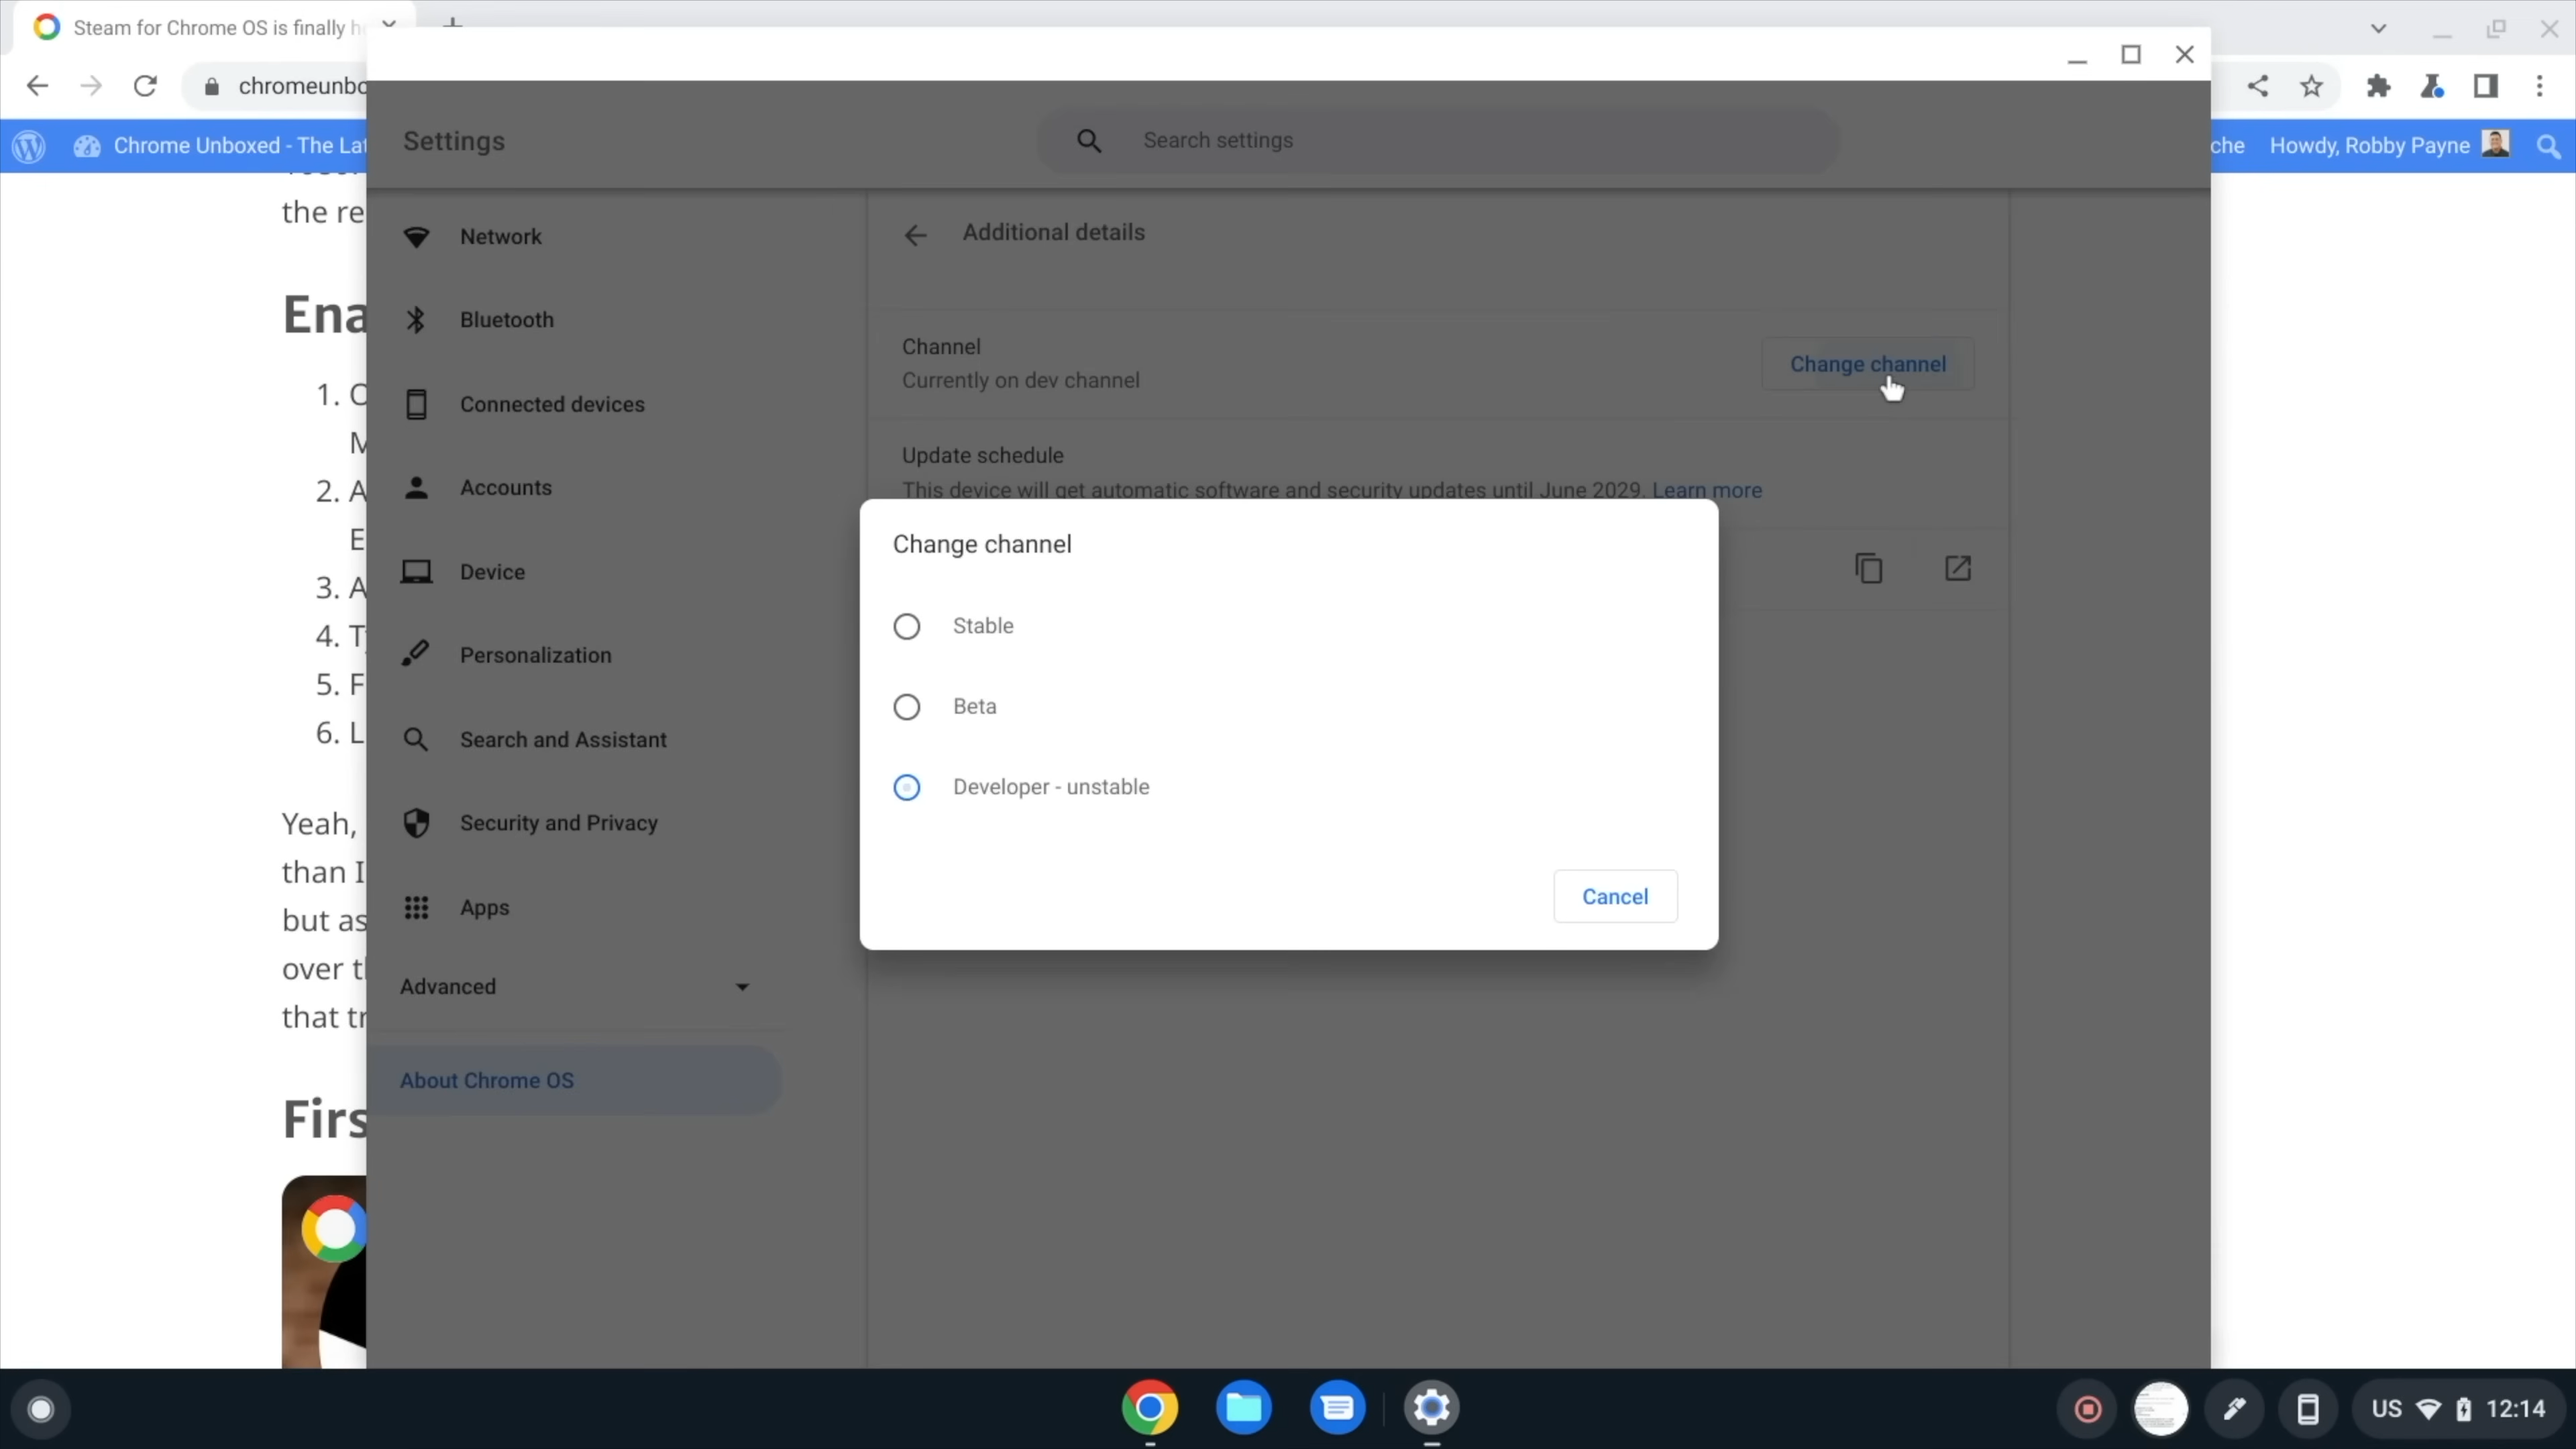 Steam for Chrome OS is finally h
chromeunbo
Chrome Unboxed - The Lat
che
Howdy, Robby Payne
the re
Ena
1. O
M
2. A
E
3. A
4. Ty
5. F
6. L
Yeah,
than I
but as
over th
that tr
Firs
Settings
Search settings
Network
Bluetooth
Connected devices
Accounts
Device
Personalization
Search and Assistant
Security and Privacy
Apps
Advanced
About Chrome OS
Additional details
Channel
Currently on dev channel
Change channel
Update schedule
This device will get automatic software and security updates until June 2029. Learn more
Change channel
Stable
Beta
Developer - unstable
Cancel
US 12:14